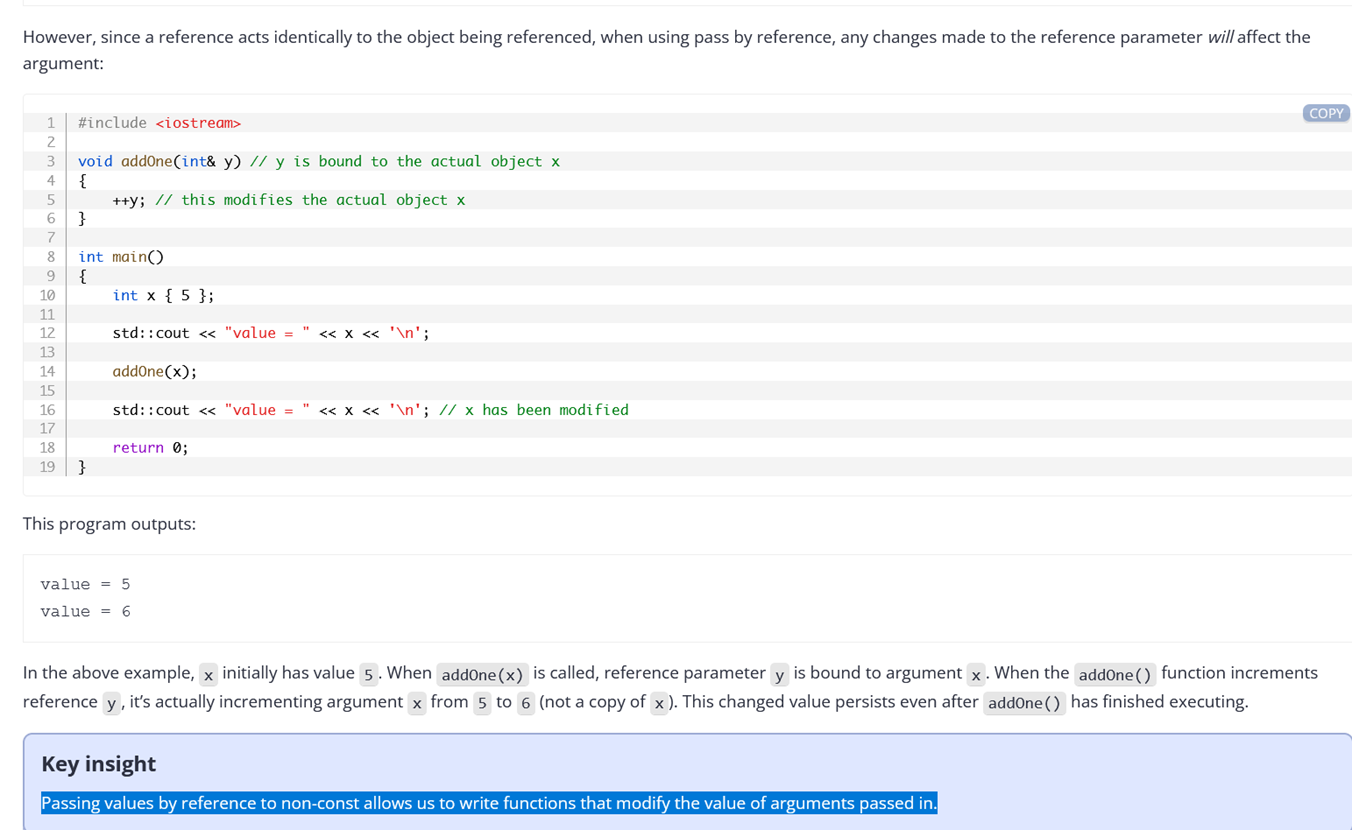 However, since a reference acts identically to the object being referenced, when using pass by reference, any changes made to the reference parameter will affect the
argument:
COPY
1 #include <iostream>
2
3 void addOne(int& y) // y is bound to the actual object x
4 {
5     ++y; // this modifies the actual object x
6 }
7
8 int main()
9 {
10     int x { 5 };
11
12     std::cout << "value = " << x << '\n';
13
14     addOne(x);
15
16     std::cout << "value = " << x << '\n'; // x has been modified
17
18     return 0;
19 }
This program outputs:
value = 5
value = 6
In the above example, x initially has value 5. When addOne(x) is called, reference parameter y is bound to argument x. When the addOne() function increments
reference y, it’s actually incrementing argument x from 5 to 6 (not a copy of x). This changed value persists even after addOne() has finished executing.
Key insight
Passing values by reference to non-const allows us to write functions that modify the value of arguments passed in.